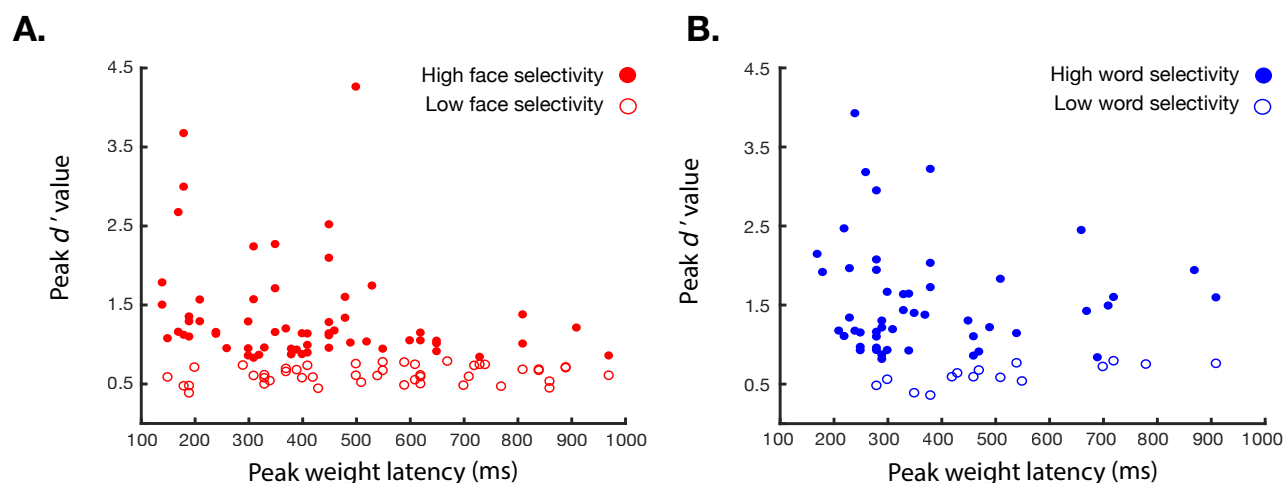 A.
4.5
3.5
2.5
1.5
0.5
Peak d ′ value
High face selectivity
Low face selectivity
100 200 300 400 500 600 700 800 900 1000
Peak weight latency (ms)
B.
4.5
3.5
2.5
1.5
0.5
Peak d ′ value
High word selectivity
Low word selectivity
100 200 300 400 500 600 700 800 900 1000
Peak weight latency (ms)